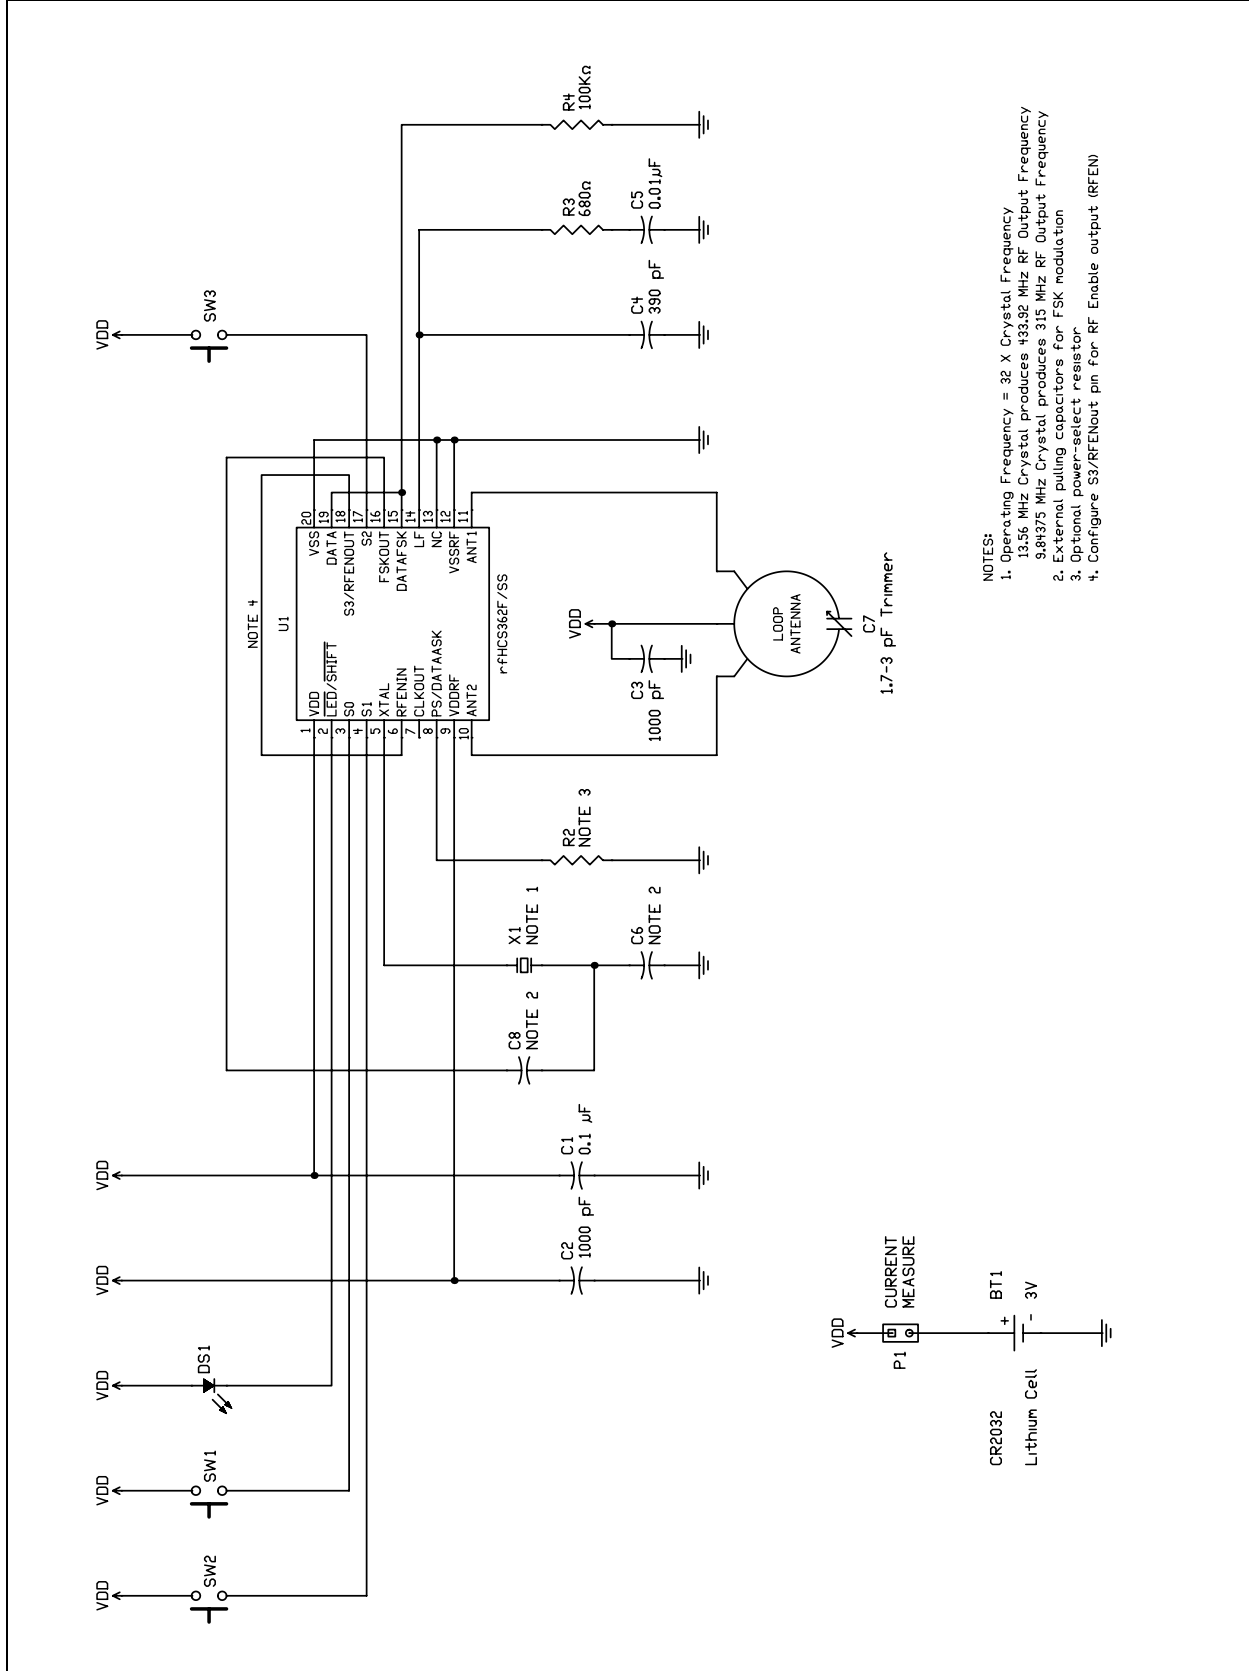 VDD
SW2
VDD
SW1
VDD
DS1
VDD
C2
1000 pF
VDD
C1
0.1 µF
C8
NOTE 2
X1
NOTE 1
C6
NOTE 2
R2
NOTE 3
NOTE 4
U1
1 VDD
2 LED/SHIFT
3 S0
4 S1
5 XTAL
6 RFENIN
7 CLKOUT
8 PS/DATAASK
9 VDDRF
10 ANT2
VSS 20
DATA 19
S3/RFENOUT 18
S2 17
FSKOUT 16
DATAFSK 15
LF 14
NC 13
VSSRF 12
ANT1 11
rfHCS362F/SS
VDD
C3
1000 pF
LOOP
ANTENNA
C7
1.7-3 pF Trimmer
VDD
SW3
C4
390 pF
R3
680Ω
C5
0.01µF
R4
100KΩ
VDD
P1
CURRENT
MEASURE
CR2032
Lithium Cell
+
BT1
-
3V
NOTES:
1. Operating Frequency = 32 X Crystal Frequency
13.56 MHz Crystal produces 433.92 MHz RF Output Frequency
9.84375 MHz Crystal produces 315 MHz RF Output Frequency
2. External pulling capacitors for FSK modulation
3. Optional power-select resistor
4. Configure S3/RFENout pin for RF Enable output (RFEN)